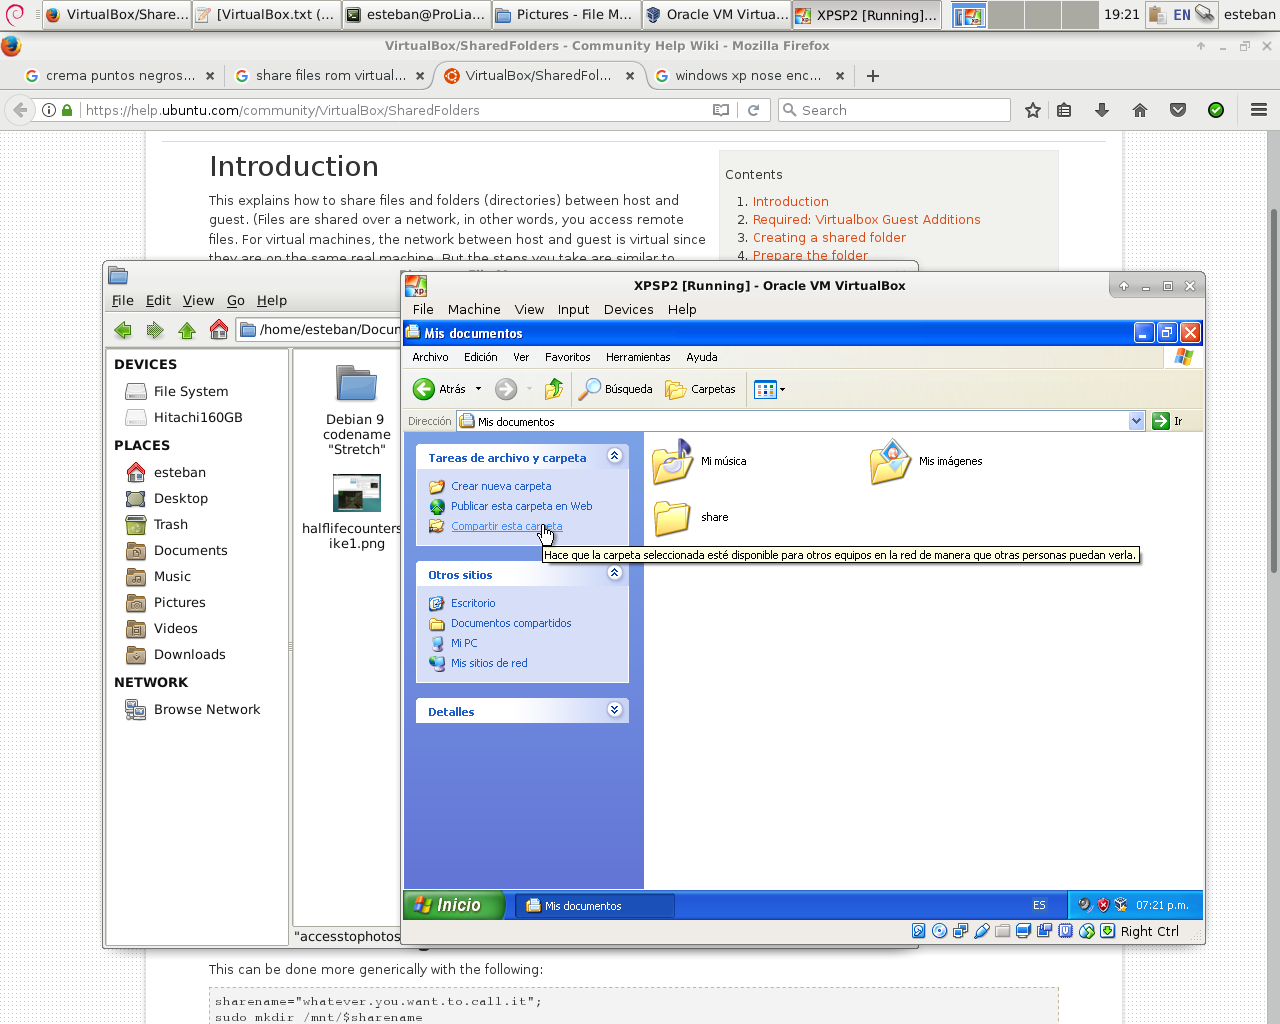 VirtualBox/Share...
[VirtualBox.txt (...
esteban@ProLia...
Pictures - File M...
Oracle VM Virtua...
XPSP2 [Running]...
19:21
EN
esteban
VirtualBox/SharedFolders - Community Help Wiki - Mozilla Firefox
crema puntos negros...
share files rom virtual...
VirtualBox/SharedFol...
windows xp nose enc...
https://help.ubuntu.com/community/VirtualBox/SharedFolders
Search
Introduction
This explains how to share files and folders (directories) between host and
guest. (Files are shared over a network, in other words, you access remote
files. For virtual machines, the network between host and guest is virtual since
they are on the same real machine. But the steps you take are similar to
Contents
1. Introduction
2. Required: Virtualbox Guest Additions
3. Creating a shared folder
4. Prepare the folder
File Edit View Go Help
/home/esteban/Docu
DEVICES
File System
Hitachi160GB
PLACES
esteban
Desktop
Trash
Documents
Music
Pictures
Videos
Downloads
NETWORK
Browse Network
Debian 9
codename
"Stretch"
halflifecounters
ike1.png
"accesstophotos
XPSP2 [Running] - Oracle VM VirtualBox
File Machine View Input Devices Help
Mis documentos
Archivo Edición Ver Favoritos Herramientas Ayuda
Atrás
Búsqueda
Carpetas
Dirección
Mis documentos
Ir
Tareas de archivo y carpeta
Crear nueva carpeta
Publicar esta carpeta en Web
Compartir esta carpeta
Otros sitios
Escritorio
Documentos compartidos
Mi PC
Mis sitios de red
Detalles
Mi música
Mis imágenes
share
Hace que la carpeta seleccionada esté disponible para otros equipos en la red de manera que otras personas puedan verla.
Inicio
Mis documentos
ES
07:21 p.m.
Right Ctrl
This can be done more generically with the following:
sharename="whatever.you.want.to.call.it";
sudo mkdir /mnt/$sharename